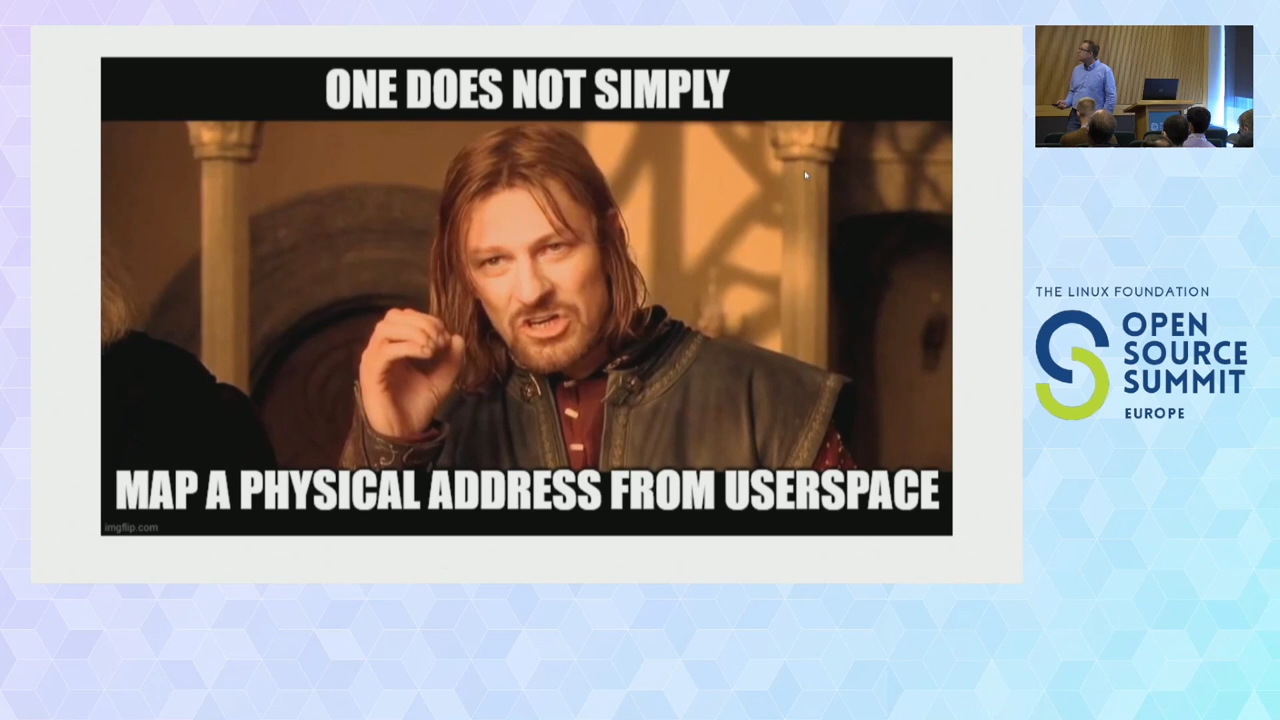 ONE DOES NOT SIMPLY
MAP A PHYSICAL ADDRESS FROM USERSPACE
imgflip.com
THE LINUX FOUNDATION
OPEN
SOURCE
SUMMIT
EUROPE